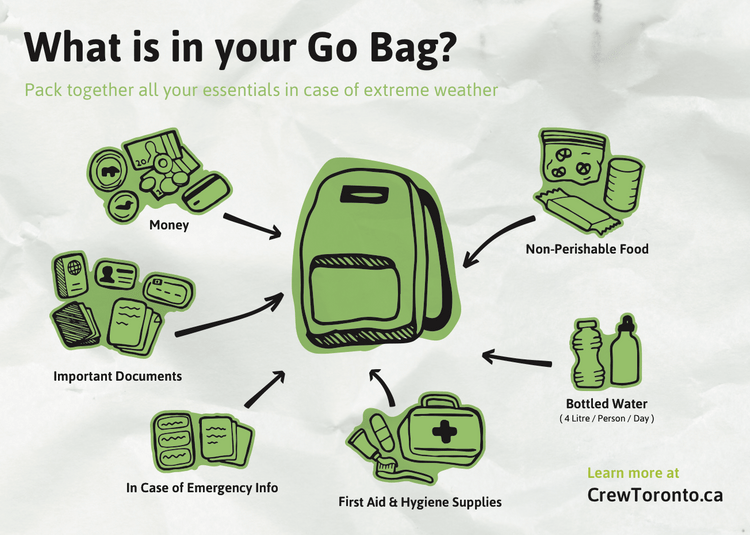 What is in your Go Bag?
Pack together all your essentials in case of extreme weather
Money
Non-Perishable Food
Important Documents
Bottled Water
( 4 Litre / Person / Day )
In Case of Emergency Info
First Aid & Hygiene Supplies
Learn more at
CrewToronto.ca